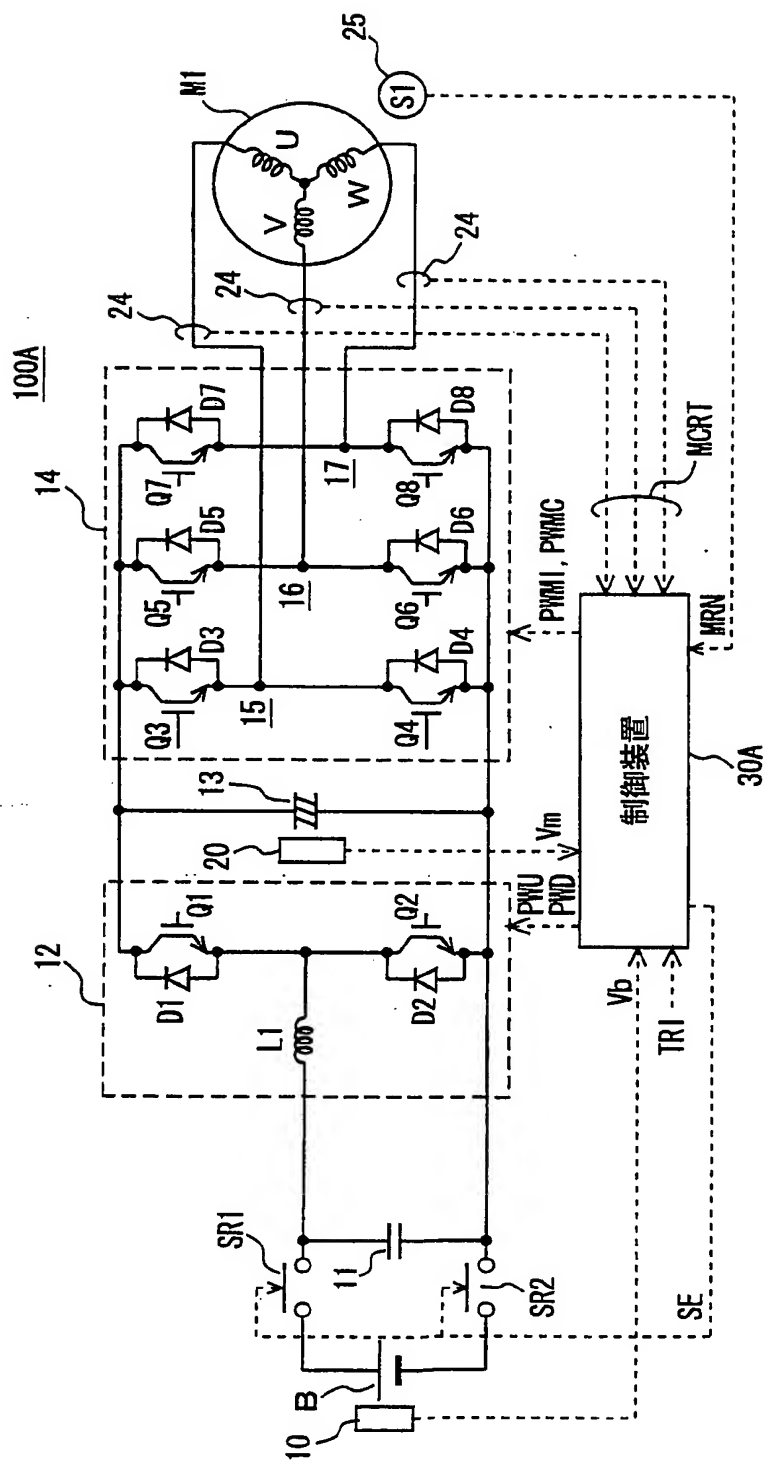 100A
12
14
M1
25
S1
U
V
W
24
24
24
D1
Q1
D2
Q2
L1
13
20
Q3
D3
Q5
D5
Q7
D7
15
16
17
Q4
D4
Q6
D6
Q8
D8
SR1
11
SR2
B
10
SE
Vb
TRI
PWU
PWD
Vm
PWMI, PWMC
MRN
MCRT
制御装置
30A